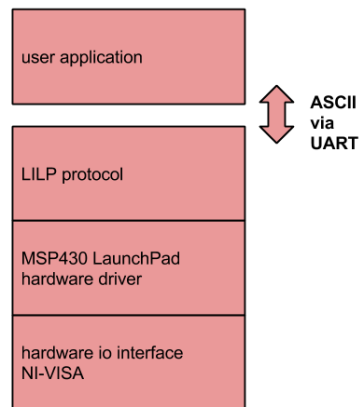 user application
ASCII
via
UART
LILP protocol
MSP430 LaunchPad
hardware driver
hardware io interface
NI-VISA